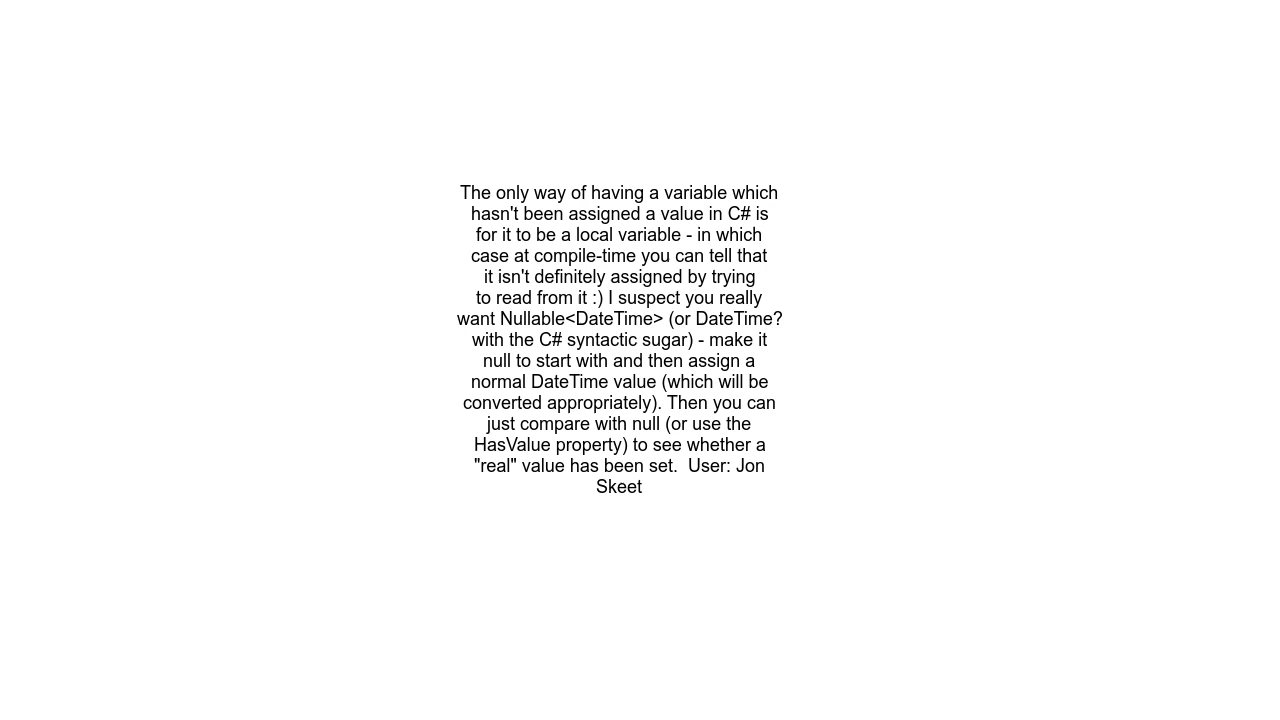 The only way of having a variable which
hasn't been assigned a value in C# is
for it to be a local variable - in which
case at compile-time you can tell that
it isn't definitely assigned by trying
to read from it :) I suspect you really
want Nullable<DateTime> (or DateTime?
with the C# syntactic sugar) - make it
null to start with and then assign a
normal DateTime value (which will be
converted appropriately). Then you can
just compare with null (or use the
HasValue property) to see whether a
"real" value has been set.  User: Jon
Skeet